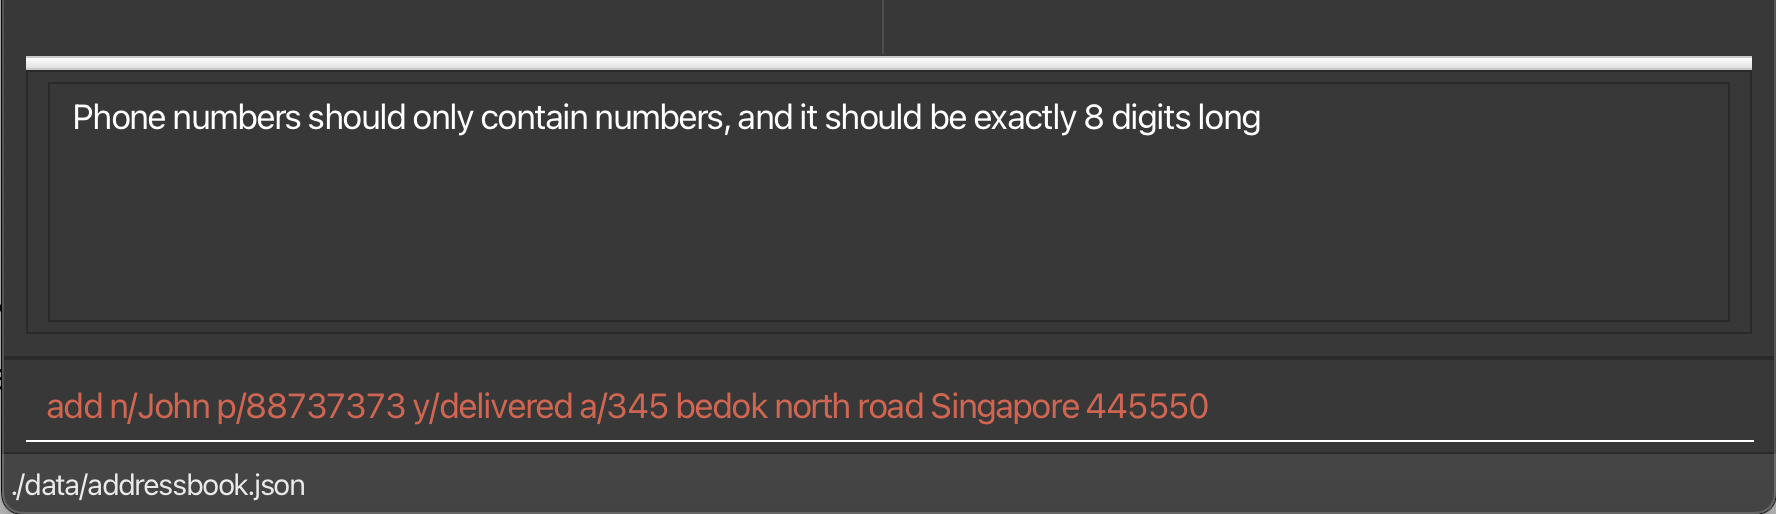 Phone numbers should only contain numbers, and it should be exactly 8 digits long
add n/John p/88737373 y/delivered a/345 bedok north road Singapore 445550
./data/addressbook.json